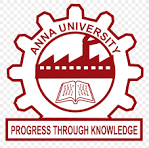 ANNA UNIVERSITY
PROGRESS THROUGH KNOWLEDGE